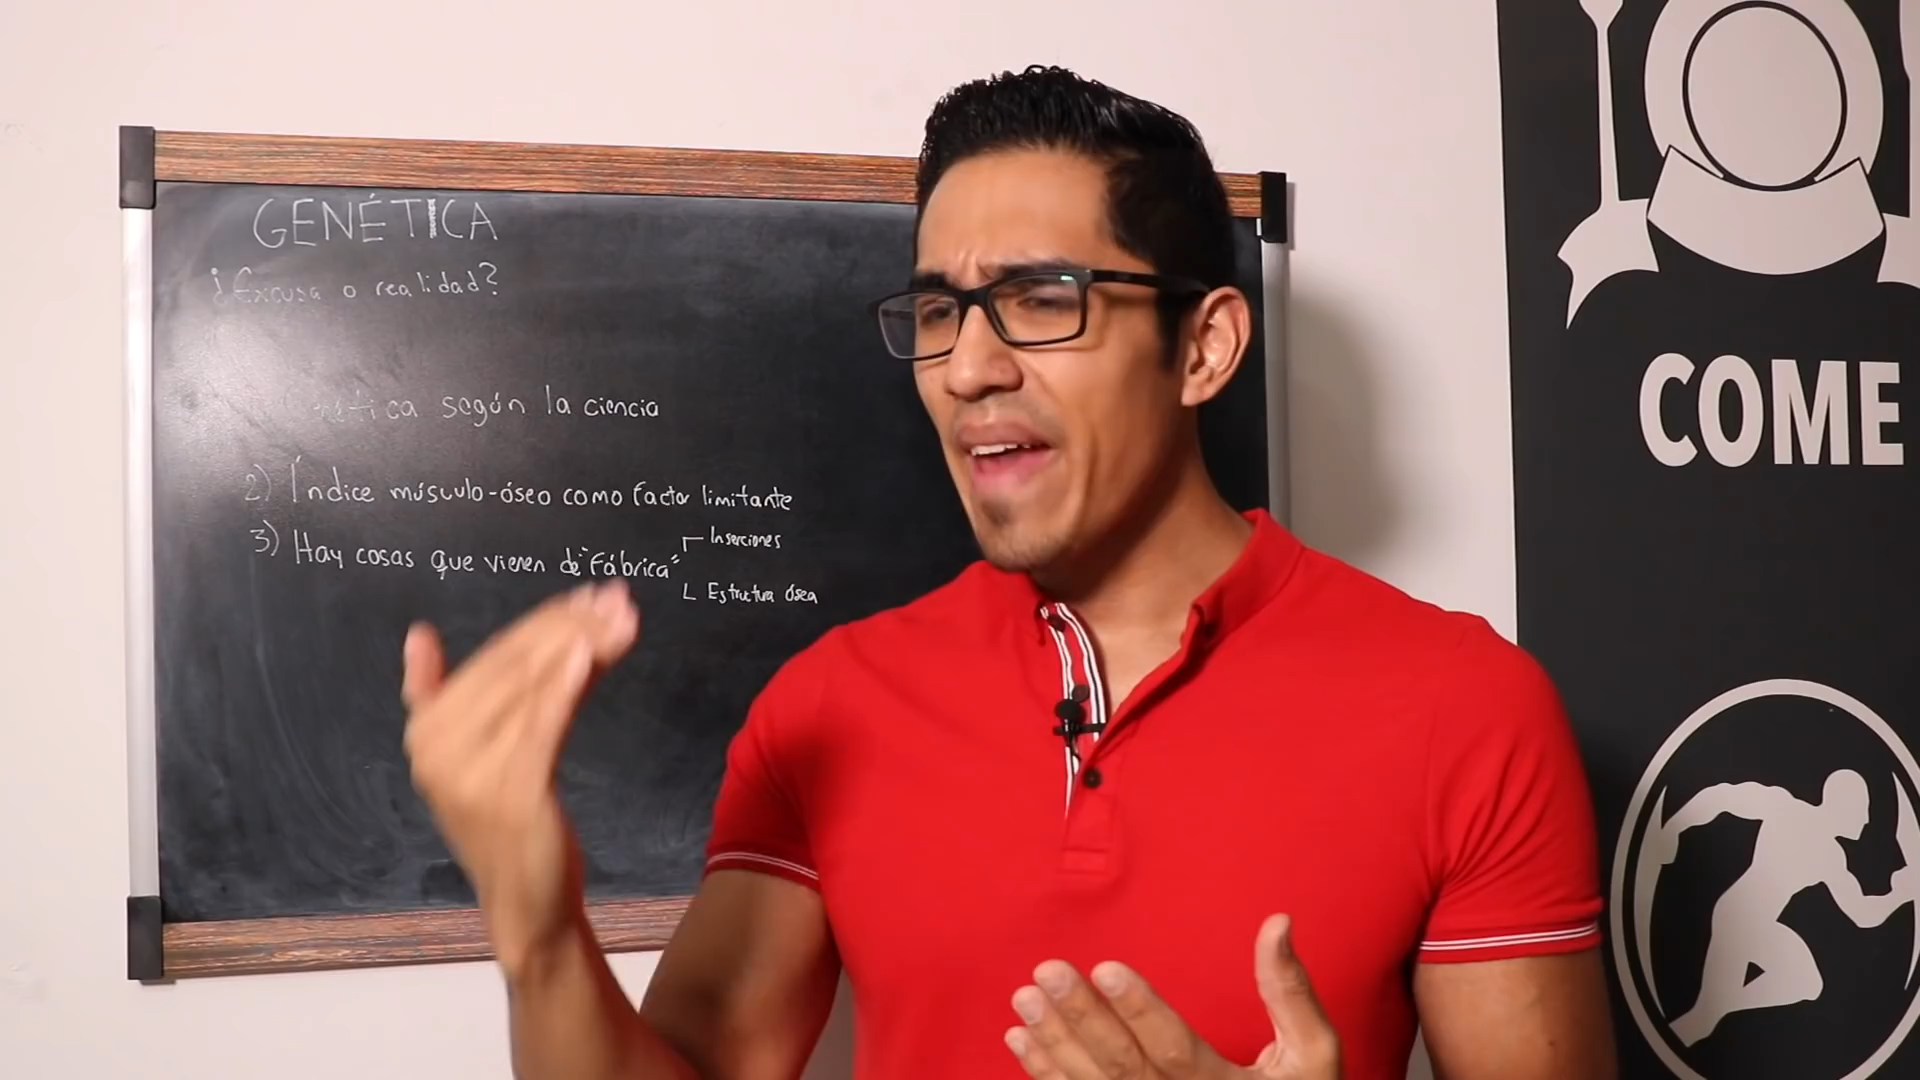 GENÉTICA
¿Excusa o realidad?
según la ciencia
2) Índice músculo-óseo como factor limitante
3) Hay cosas que vienen de "Fábrica"
Inserciones
Estructura ósea
COME